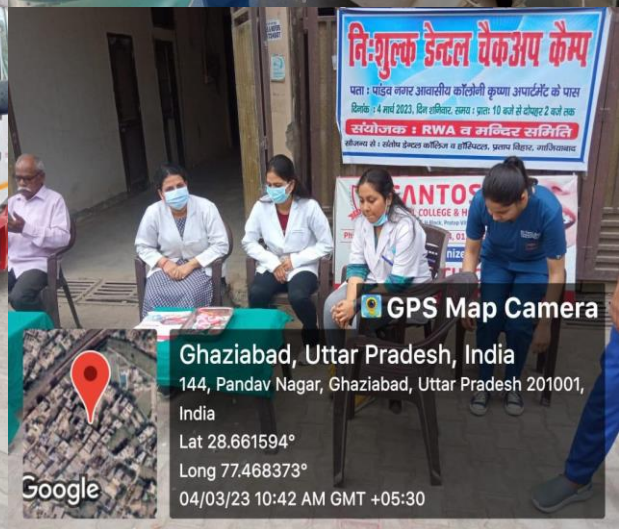 निःशुल्क डेन्टल चैकअप कैम्प
पता : पांडव नगर आवासीय कॉलोनी कृष्णा अपार्टमेंट के पास
दिनांक : 4 मार्च 2023, दिन शनिवार, समय : प्रातः 10 बजे से दोपहर 2 बजे तक
संयोजक : RWA व मन्दिर समिति
सौजन्य से : संतोष डेन्टल कॉलिज व हॉस्पिटल, प्रताप विहार, गाजियाबाद
SANTOS
COLLEGE & H
GPS Map Camera
Ghaziabad, Uttar Pradesh, India
144, Pandav Nagar, Ghaziabad, Uttar Pradesh 201001,
India
Lat 28.661594°
Long 77.468373°
04/03/23 10:42 AM GMT +05:30
Google